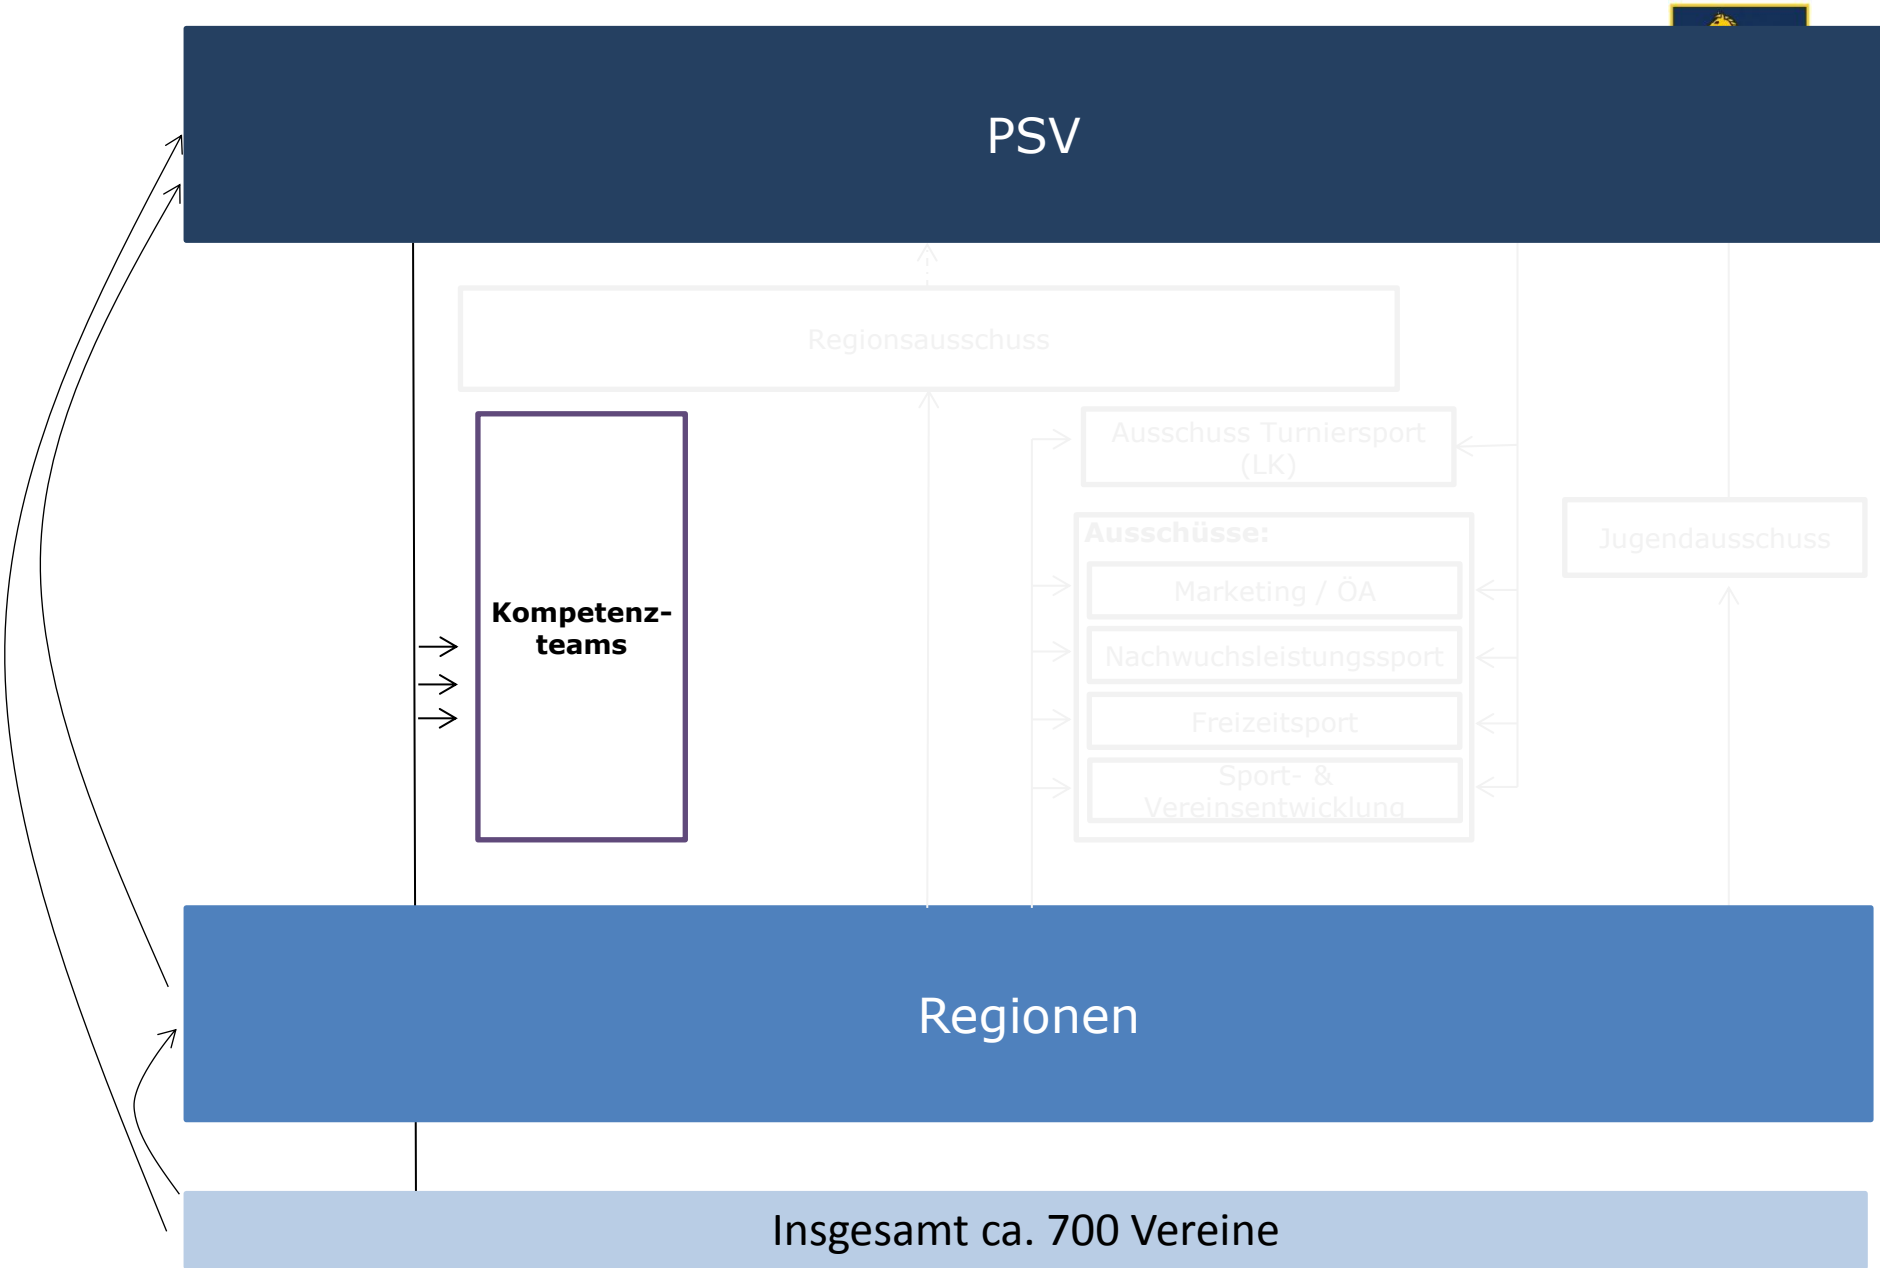 PSV
Regionsausschuss
Ausschuss Turniersport
(LK)
Ausschüsse:
Jugendausschuss
Marketing / ÖA
Kompetenz-
teams
Nachwuchsleistungssport
Freizeitsport
Sport- &
Vereinsentwicklung
Regionen
Insgesamt ca. 700 Vereine